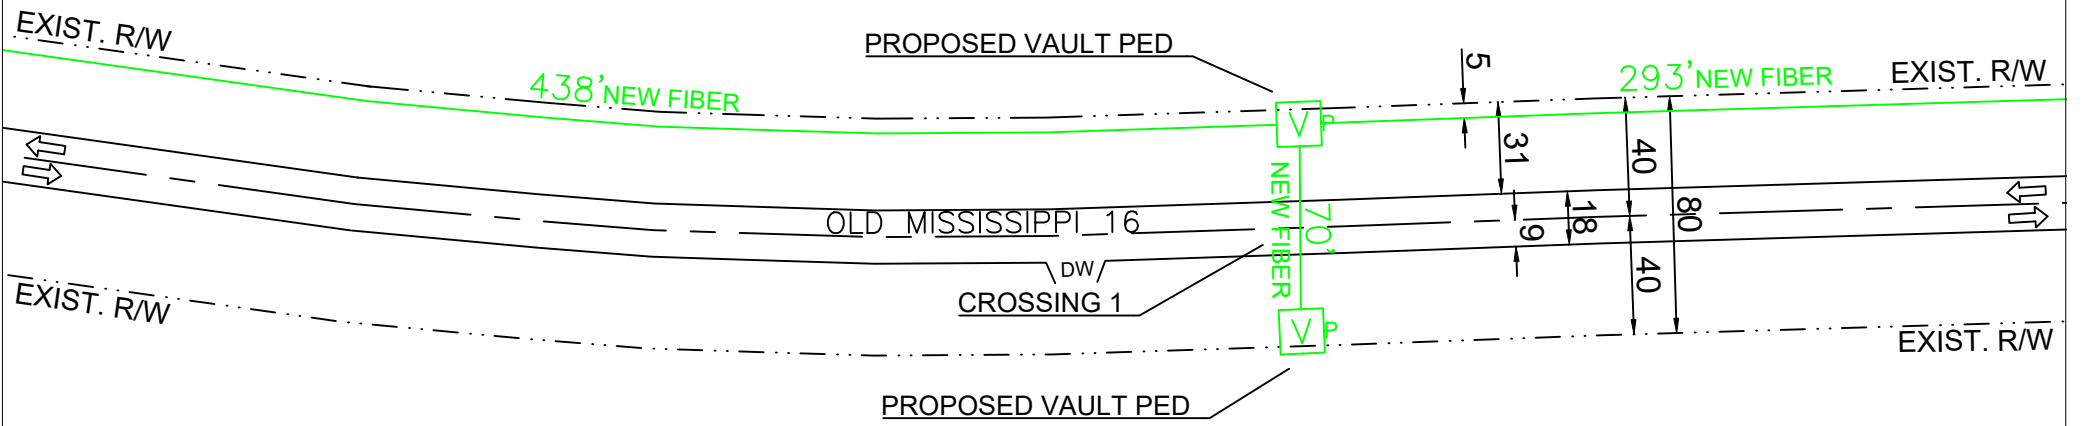 EXIST. R/W
438' NEW FIBER
PROPOSED VAULT PED
5
293' NEW FIBER
EXIST. R/W
V P
31
40
80
18
9
40
NEW FIBER
70'
OLD MISSISSIPPI 16
DW
CROSSING 1
EXIST. R/W
V P
EXIST. R/W
PROPOSED VAULT PED